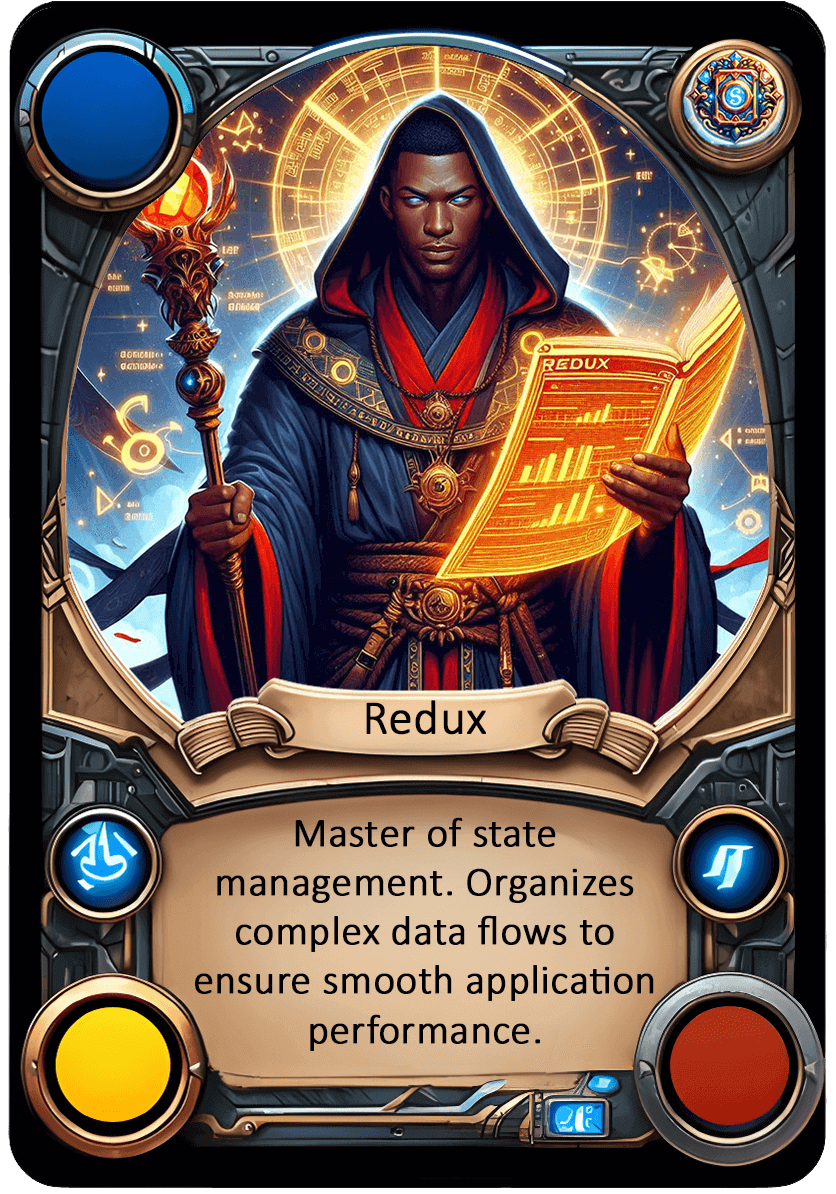 REDUX
Redux
Master of state
management. Organizes
complex data flows to
ensure smooth application
performance.